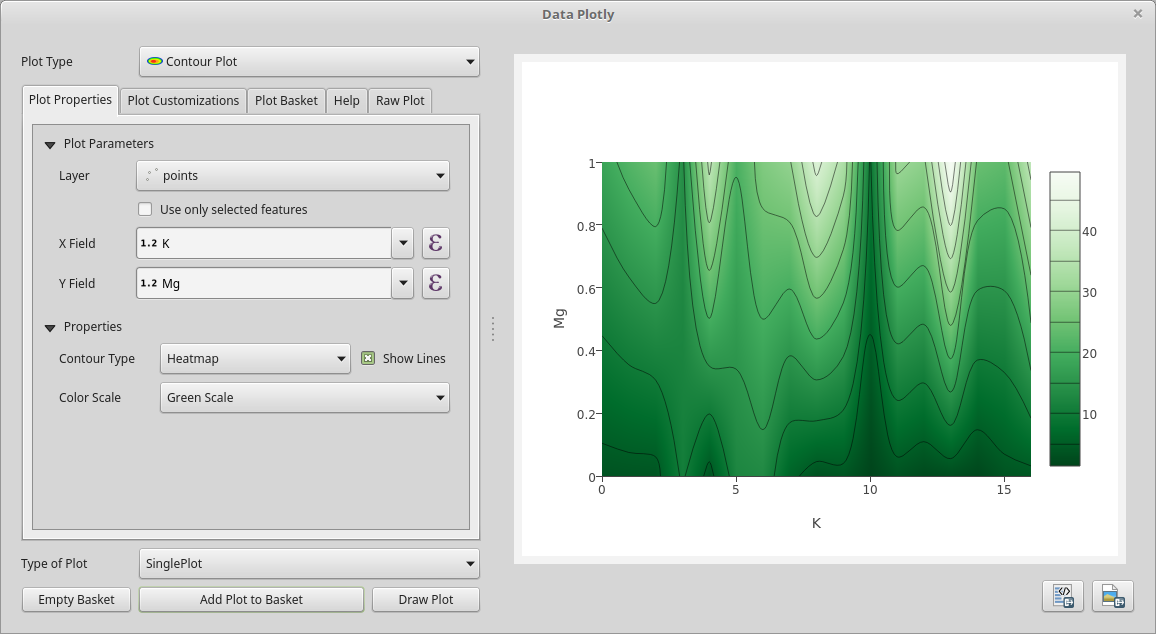 Data Plotly
Plot Type
Contour Plot
Plot Properties
Plot Customizations
Plot Basket
Help
Raw Plot
Plot Parameters
Layer
points
Use only selected features
X Field
1.2 K
ε
Y Field
1.2 Mg
ε
Properties
Contour Type
Heatmap
Show Lines
Color Scale
Green Scale
Type of Plot
SinglePlot
Empty Basket
Add Plot to Basket
Draw Plot
1
0.8
0.6
0.4
0.2
0
Mg
0
5
10
15
K
40
30
20
10